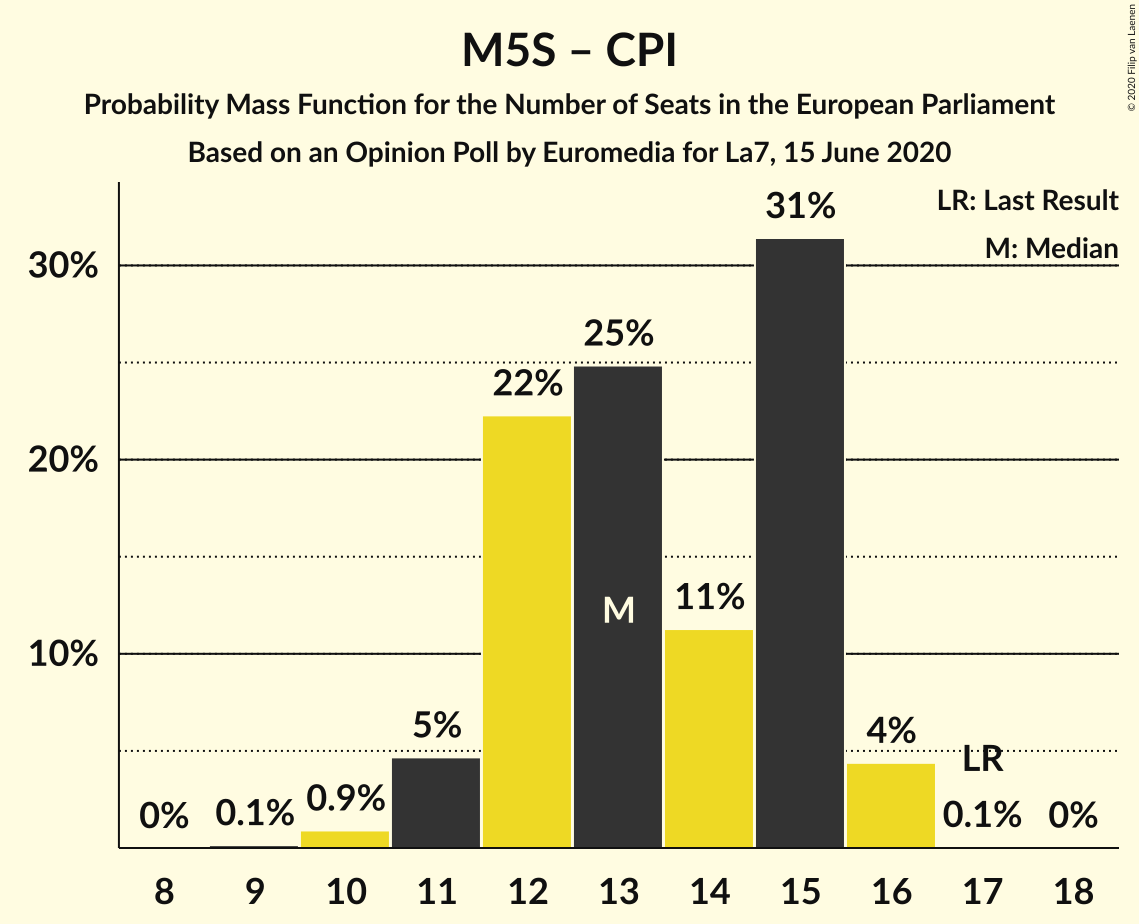 M5S – CPI
Probability Mass Function for the Number of Seats in the European Parliament
Based on an Opinion Poll by Euromedia for La7, 15 June 2020
© 2020 Filip van Laenen
LR: Last Result
M: Median
30%
20%
10%
0%
0.1%
0.9%
5%
22%
25%
M
11%
31%
4%
LR
0.1%
0%
8 9 10 11 12 13 14 15 16 17 18